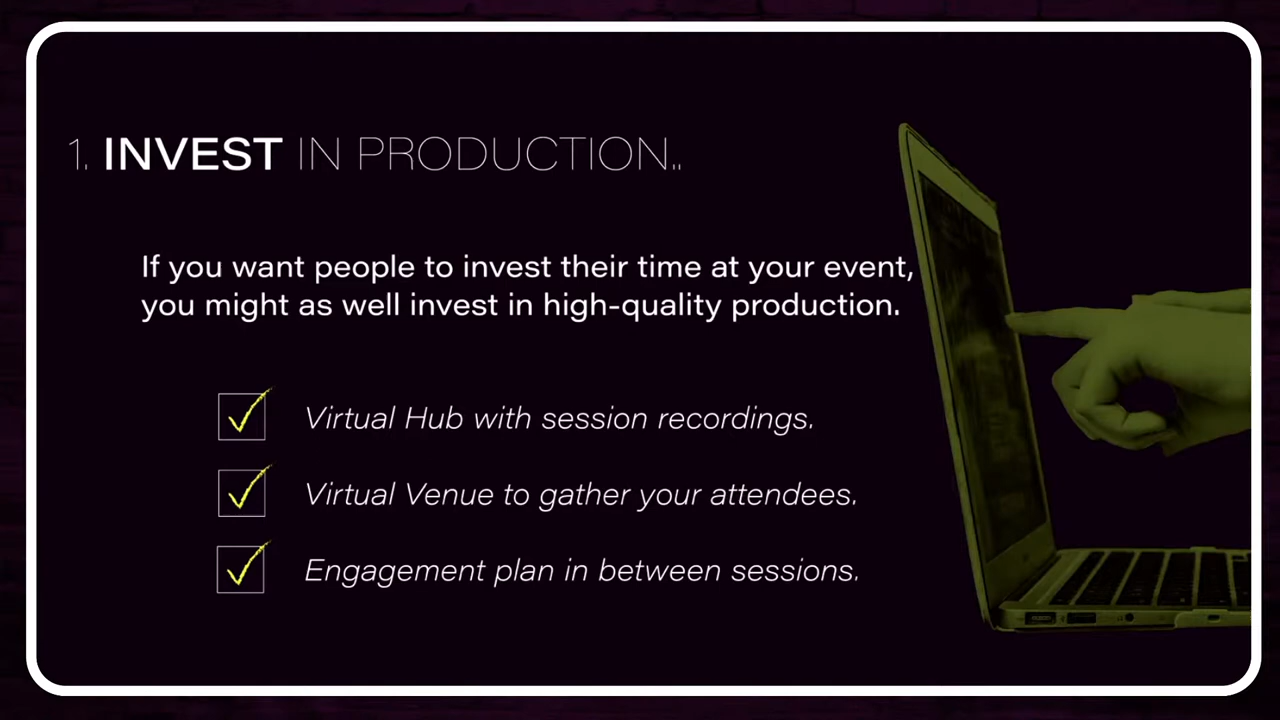 1. INVEST IN PRODUCTION..
If you want people to invest their time at your event,
you might as well invest in high-quality production.
Virtual Hub with session recordings.
Virtual Venue to gather your attendees.
Engagement plan in between sessions.